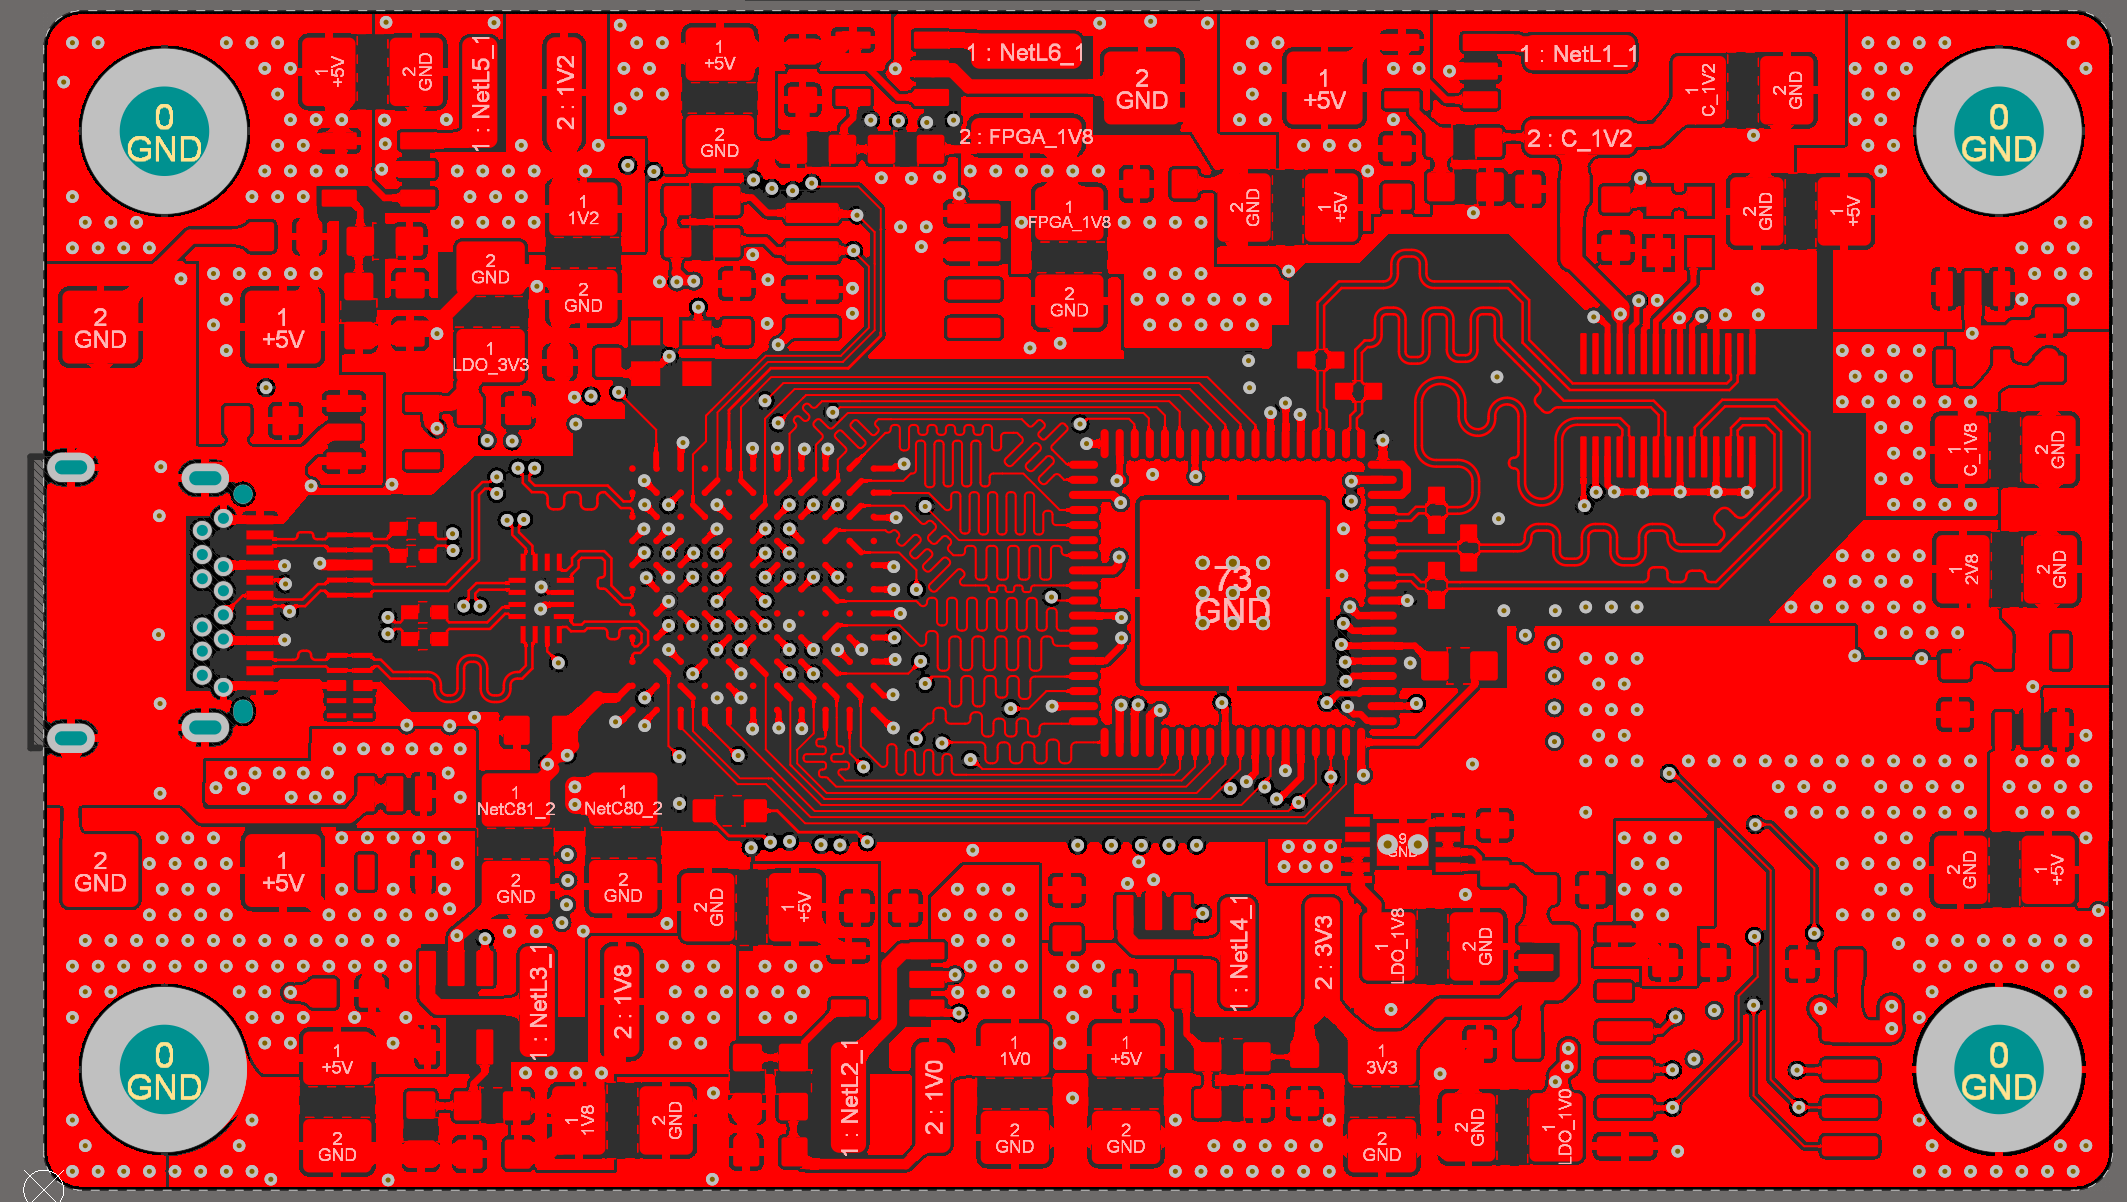 0
GND
1
+5V
2
GND
1 : NetL5_1
2 : 1V2
1
+5V
2
GND
1 : NetL6_1
2
GND
2 : FPGA_1V8
1
+5V
1 : NetL1_1
2 : C_1V2
1
C_1V2
2
GND
0
GND
1
1V2
2
GND
1
FPGA_1V8
2
GND
2
GND
1
+5V
2
GND
1
+5V
2
GND
1
+5V
2
GND
1
LDO_3V3
1
C_1V8
2
GND
1
2V8
2
GND
73
GND
1
NetC81_2
2
GND
1
NetC80_2
2
GND
9
GND
2
GND
1
+5V
2
GND
1
+5V
2
GND
1
+5V
1 : NetL3_1
2 : 1V8
1 : NetL4_1
2 : 3V3
1
LDO_1V8
2
GND
0
GND
1
+5V
2
GND
1
1V8
2
GND
1 : NetL2_1
2 : 1V0
1
1V0
2
GND
1
+5V
2
GND
1
3V3
2
GND
2
GND
1
LDO_1V0
0
GND